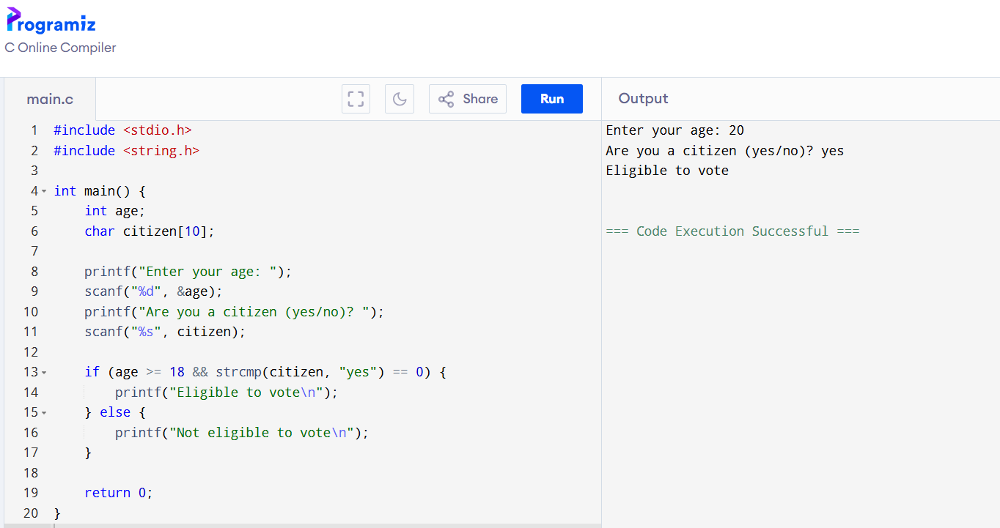 Programiz
C Online Compiler
main.c
Share
Run
Output
1 #include <stdio.h>
2 #include <string.h>
3
4 int main() {
5     int age;
6     char citizen[10];
7
8     printf("Enter your age: ");
9     scanf("%d", &age);
10     printf("Are you a citizen (yes/no)? ");
11     scanf("%s", citizen);
12
13     if (age >= 18 && strcmp(citizen, "yes") == 0) {
14         printf("Eligible to vote\n");
15     } else {
16         printf("Not eligible to vote\n");
17     }
18
19     return 0;
20 }
Enter your age: 20
Are you a citizen (yes/no)? yes
Eligible to vote
=== Code Execution Successful ===